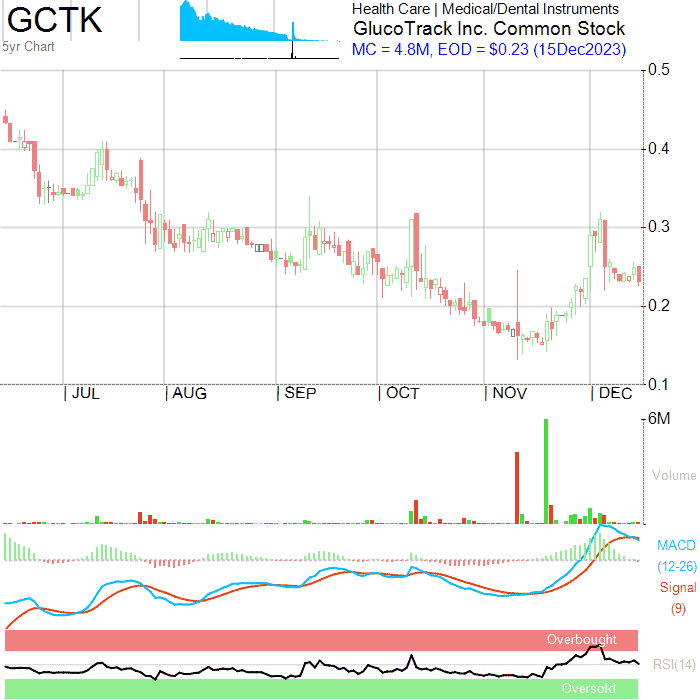 GCTK
5yr Chart
Health Care | Medical/Dental Instruments
GlucoTrack Inc. Common Stock
MC = 4.8M, EOD = $0.23 (15Dec2023)
0.5
0.4
0.3
0.2
0.1
JUL AUG SEP OCT NOV DEC
6M
Volume
MACD
(12-26)
Signal
(9)
Overbought
RSI(14)
Oversold